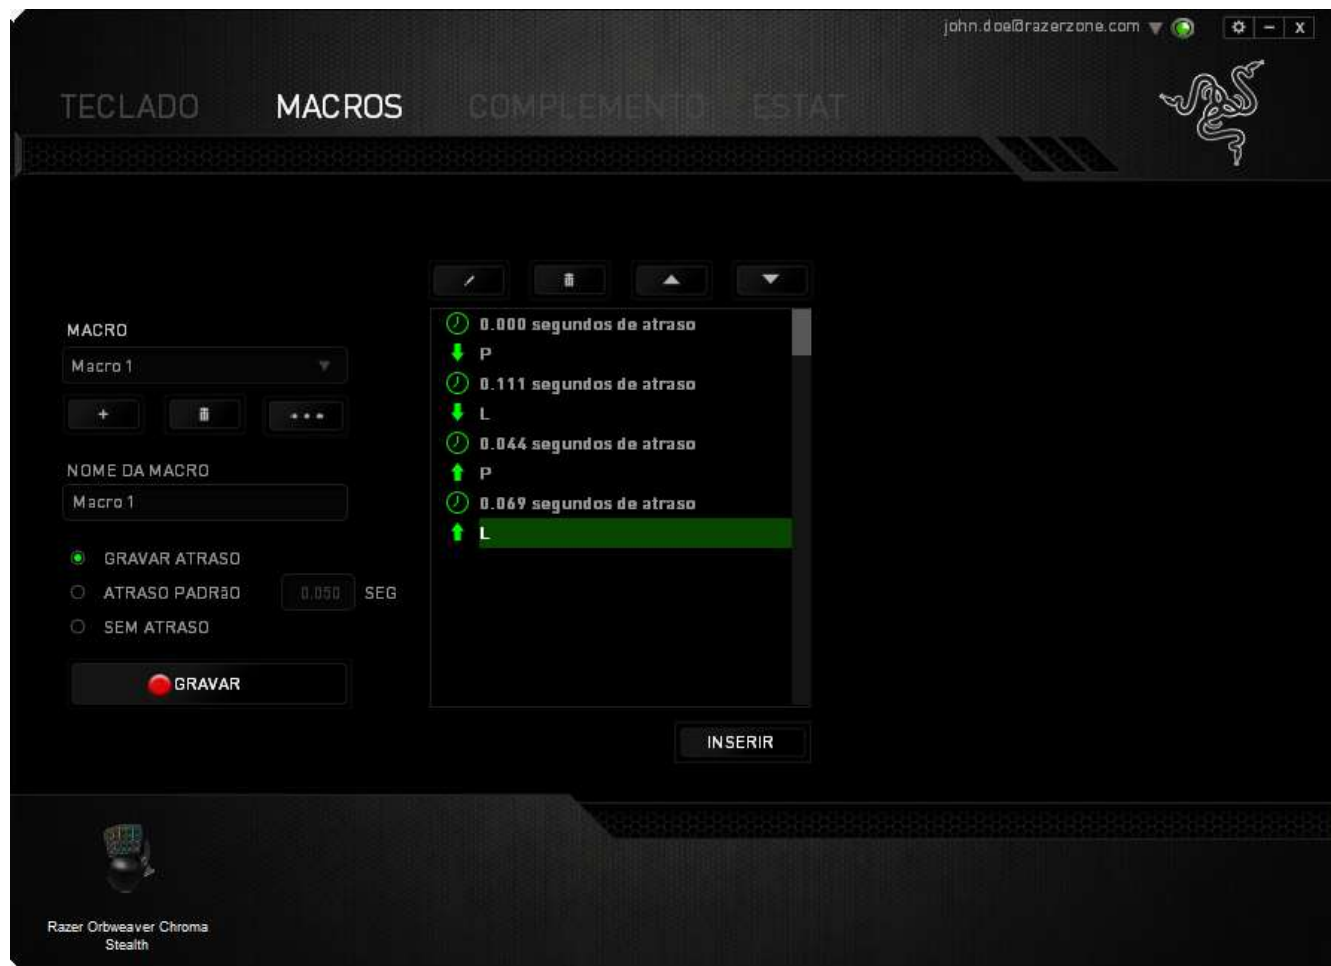 john.doe@razerzone.com
X
TECLADO MACROS COMPLEMENTO ESTAT
MACRO
Macro 1
NOME DA MACRO
Macro 1
GRAVAR ATRASO
ATRASO PADRãO 0.050 SEG
SEM ATRASO
GRAVAR
0.000 segundos de atraso
P
0.111 segundos de atraso
L
0.044 segundos de atraso
P
0.069 segundos de atraso
L
INSERIR
Razer Orbweaver Chroma
Stealth